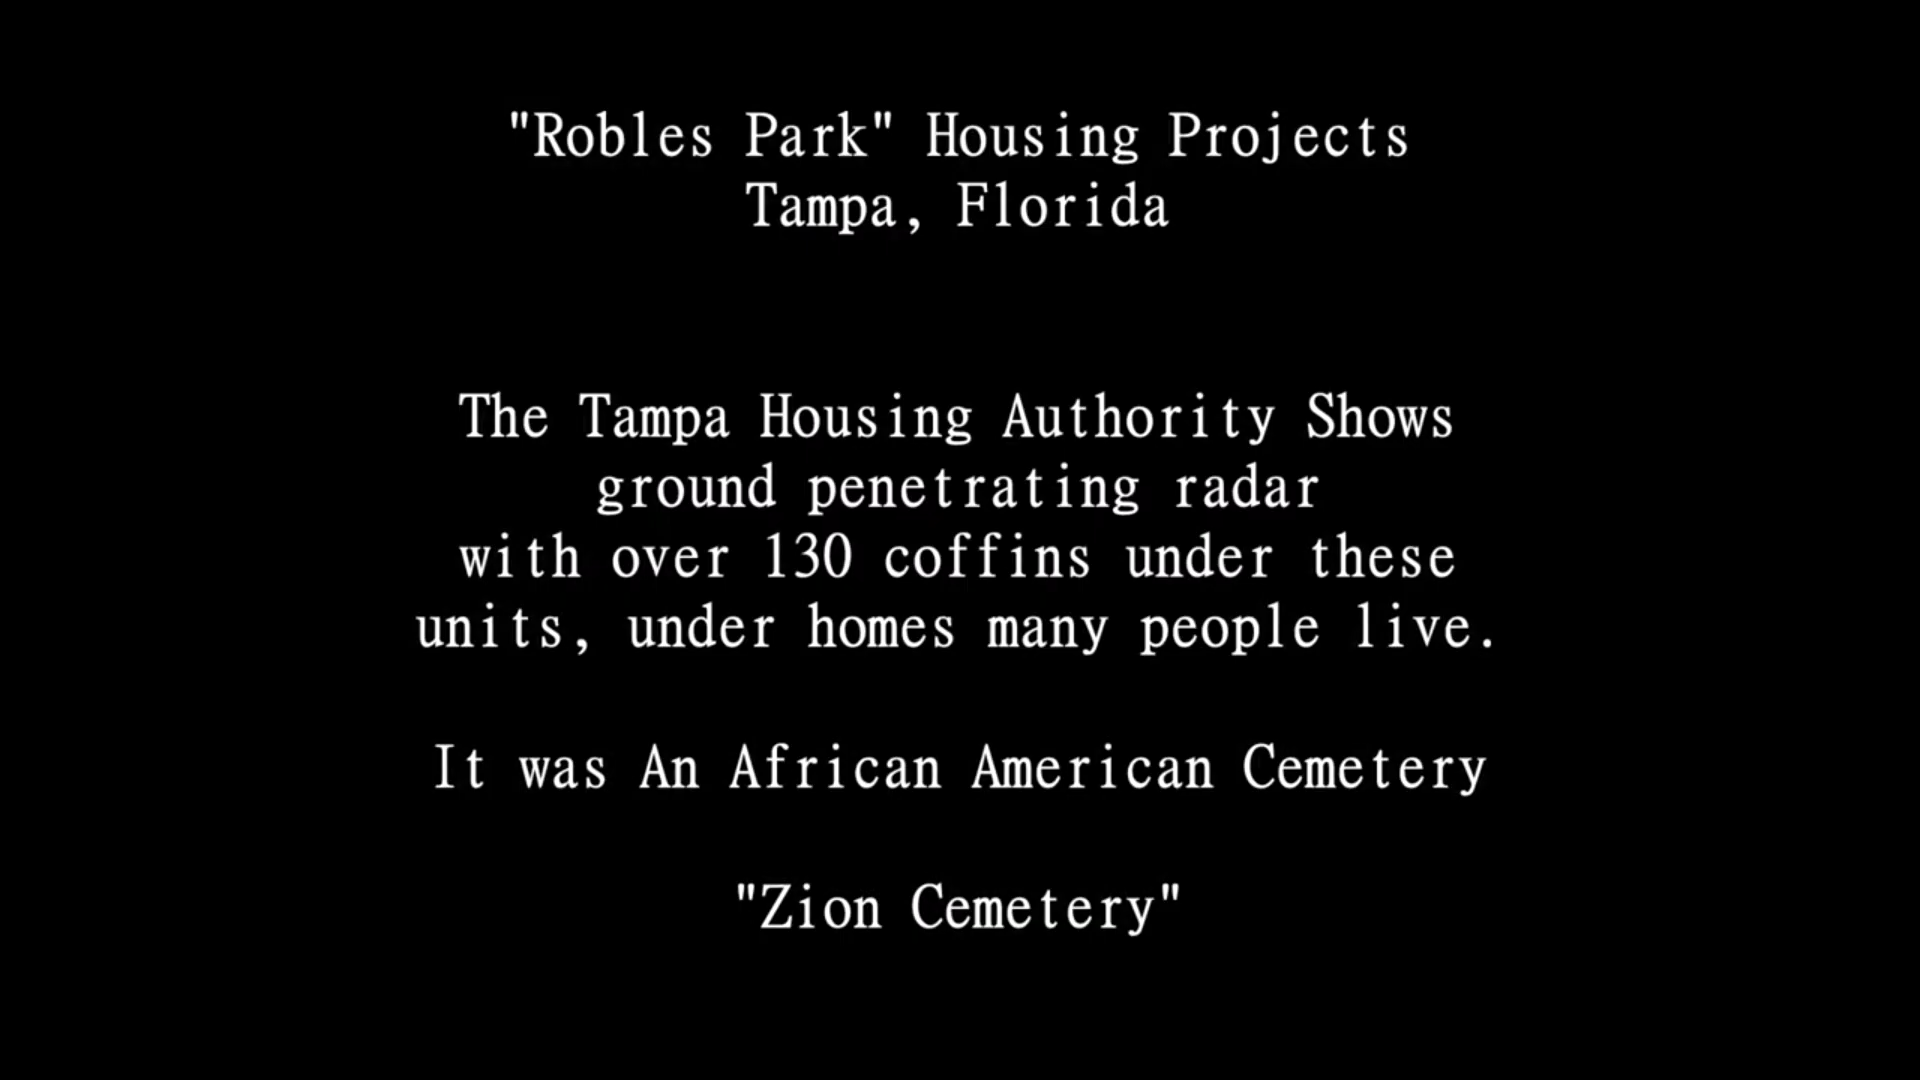 "Robles Park" Housing Projects
Tampa, Florida
The Tampa Housing Authority Shows
ground penetrating radar
with over 130 coffins under these
units, under homes many people live.
It was An African American Cemetery
"Zion Cemetery"